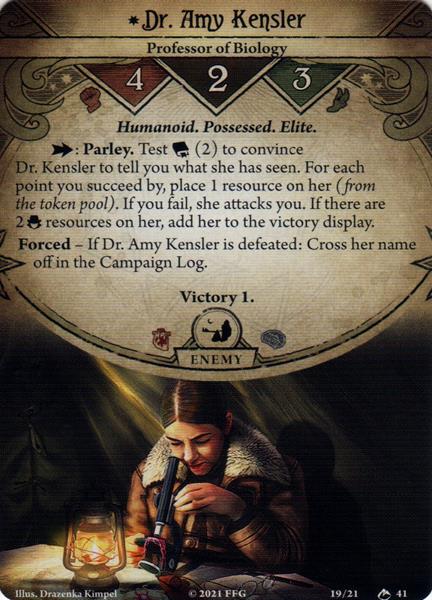 Dr. Amy Kensler
Professor of Biology
4 2 3
Humanoid. Possessed. Elite.
: Parley. Test (2) to convince
Dr. Kensler to tell you what she has seen. For each
point you succeed by, place 1 resource on her (from
the token pool). If you fail, she attacks you. If there are
2 resources on her, add her to the victory display.
Forced – If Dr. Amy Kensler is defeated: Cross her name
off in the Campaign Log.
Victory 1.
ENEMY
Illus. Drazenka Kimpel © 2021 FFG 19/21 41